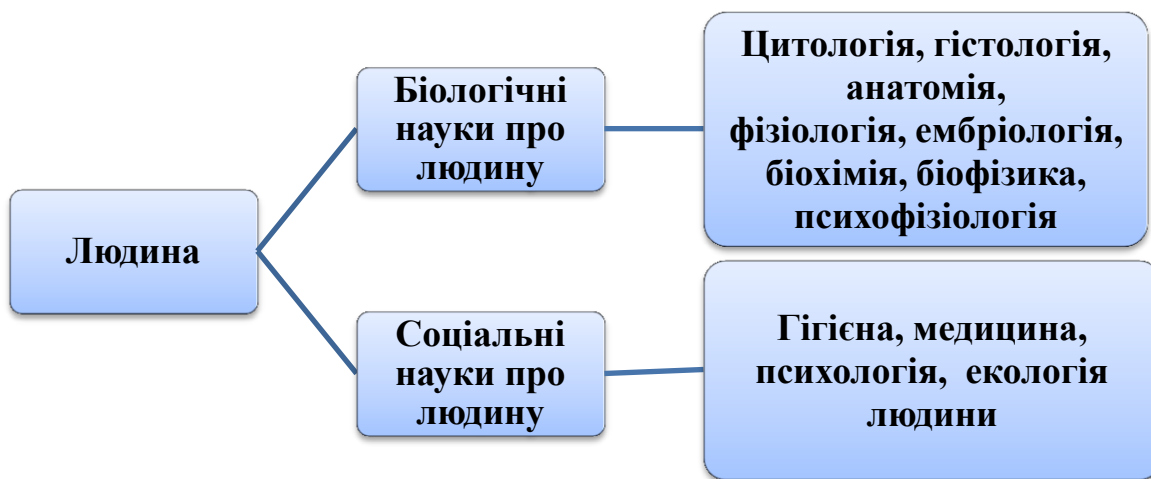 Людина
Біологічні
науки про
людину
Цитологія, гістологія,
анатомія,
фізіологія, ембріологія,
біохімія, біофізика,
психофізіологія
Соціальні
науки про
людину
Гігієна, медицина,
психологія, екологія
людини